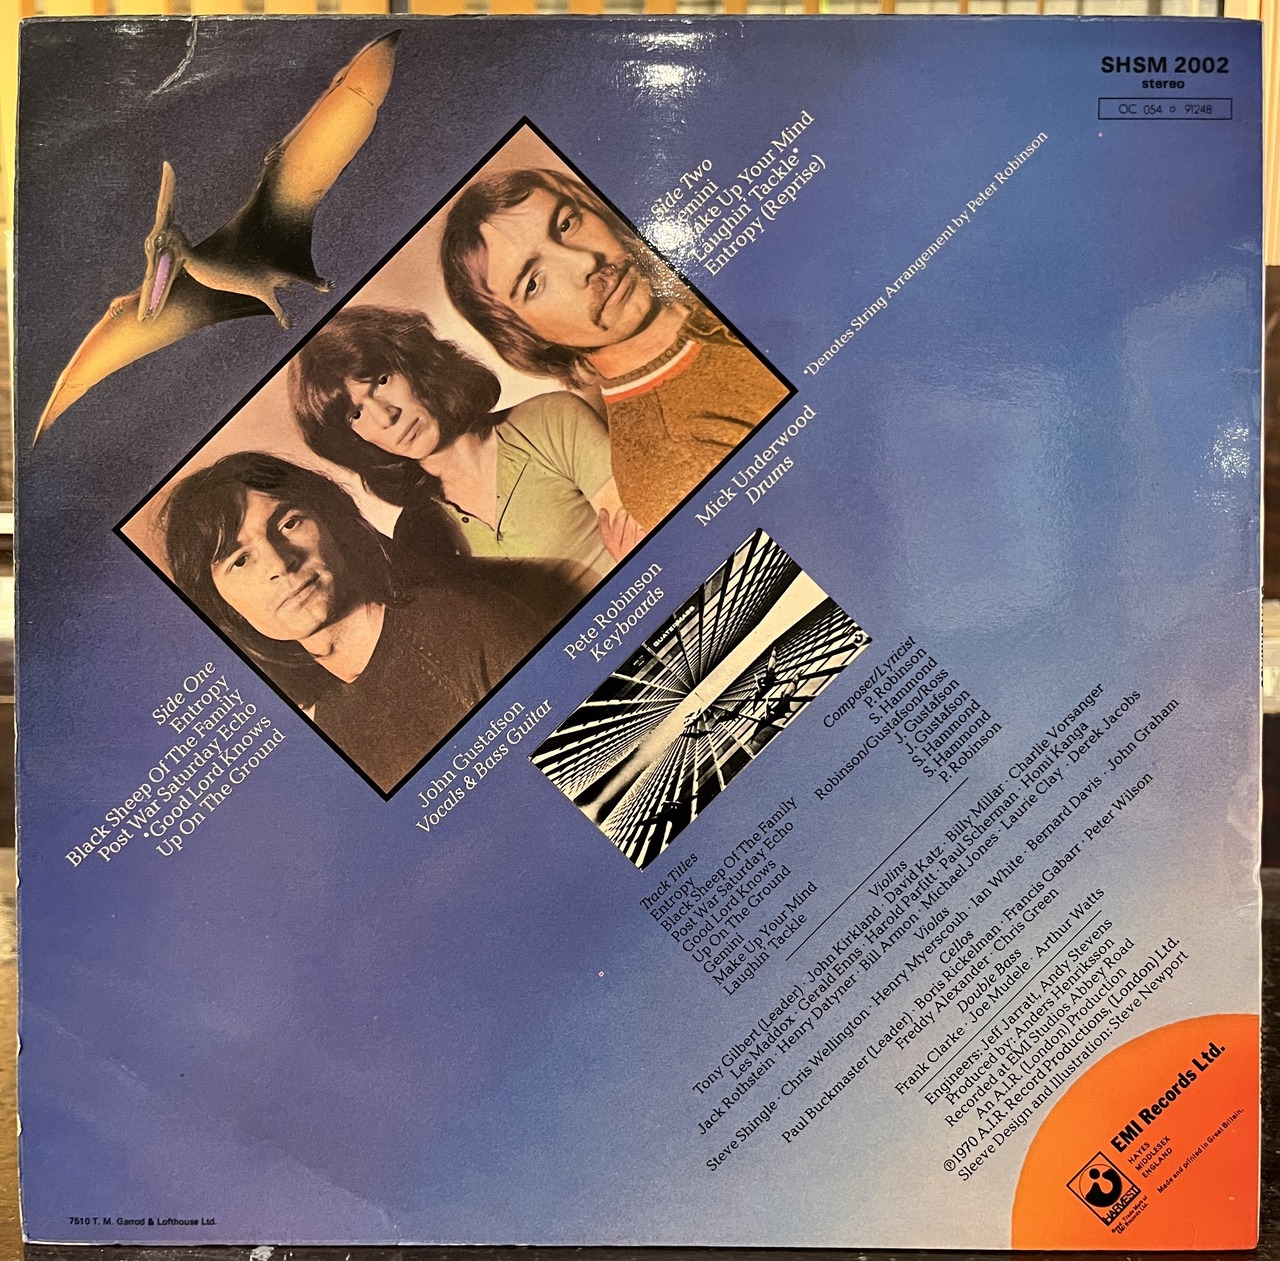 SHSM 2002
stereo
OC 054 o 91248
Side Two
Gemini
Make Up Your Mind
Laughin' Tackle*
Entropy (Reprise)
*Denotes String Arrangement by Peter Robinson
Mick Underwood
Drums
Pete Robinson
Keyboards
John Gustafson
Vocals & Bass Guitar
Side One
Entropy
Black Sheep Of The Family
Post War Saturday Echo
*Good Lord Knows
Up On The Ground
QUATERMASS
Track Titles
Entropy
Black Sheep Of The Family
Post War Saturday Echo
Good Lord Knows
Up On The Ground
Gemini
Make Up Your Mind
Laughin' Tackle
Composer/Lyricist
P. Robinson
S. Hammond
Robinson/Gustafson/Ross
J. Gustafson
J. Gustafson
S. Hammond
S. Hammond
P. Robinson
Violins
Tony Gilbert (Leader) · John Kirkland · David Katz · Billy Millar · Charlie Vorsanger
Les Maddox · Gerald Enns · Harold Parfitt · Paul Scherman · Homi Kanga
Jack Rothstein · Henry Datyner · Bill Armon · Michael Jones · Laurie Clay · Derek Jacobs
Violas
Steve Shingle · Chris Wellington · Henry Myerscouh · Ian White · Bernard Davis · John Graham
Cellos
Paul Buckmaster (Leader) · Boris Rickelman · Francis Gabarr · Peter Wilson
Freddy Alexander · Chris Green
Double Bass
Frank Clarke · Joe Mudele · Arthur Watts
Engineers: Jeff Jarratt, Andy Stevens
Produced by: Anders Henriksson
Recorded at EMI Studios Abbey Road
An A.I.R. (London) Production
℗1970 A.I.R. Record Productions, (London) Ltd.
Sleeve Design and Illustration: Steve Newport
EMI Records Ltd.
HAYES
MIDDLESEX
ENGLAND
Made and printed in Great Britain.
HARVEST
Regd. Trade Mark of
EMI Records Ltd.
7510 T. M. Garrod & Lofthouse Ltd.